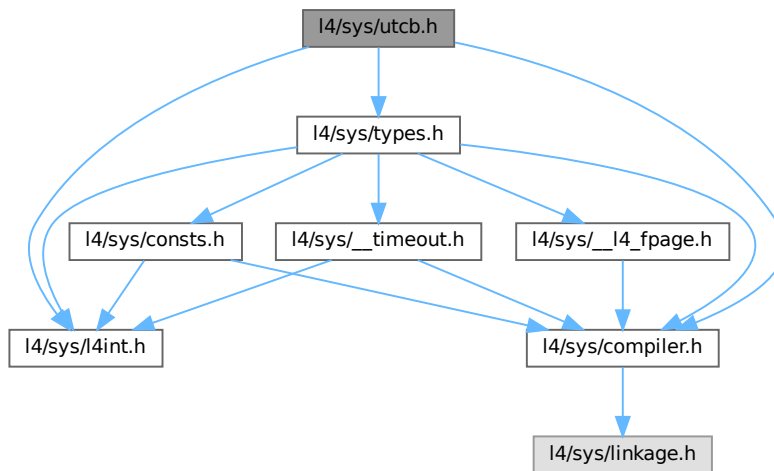 l4/sys/utcb.h
l4/sys/types.h
l4/sys/consts.h
l4/sys/__timeout.h
l4/sys/__l4_fpage.h
l4/sys/l4int.h
l4/sys/compiler.h
l4/sys/linkage.h